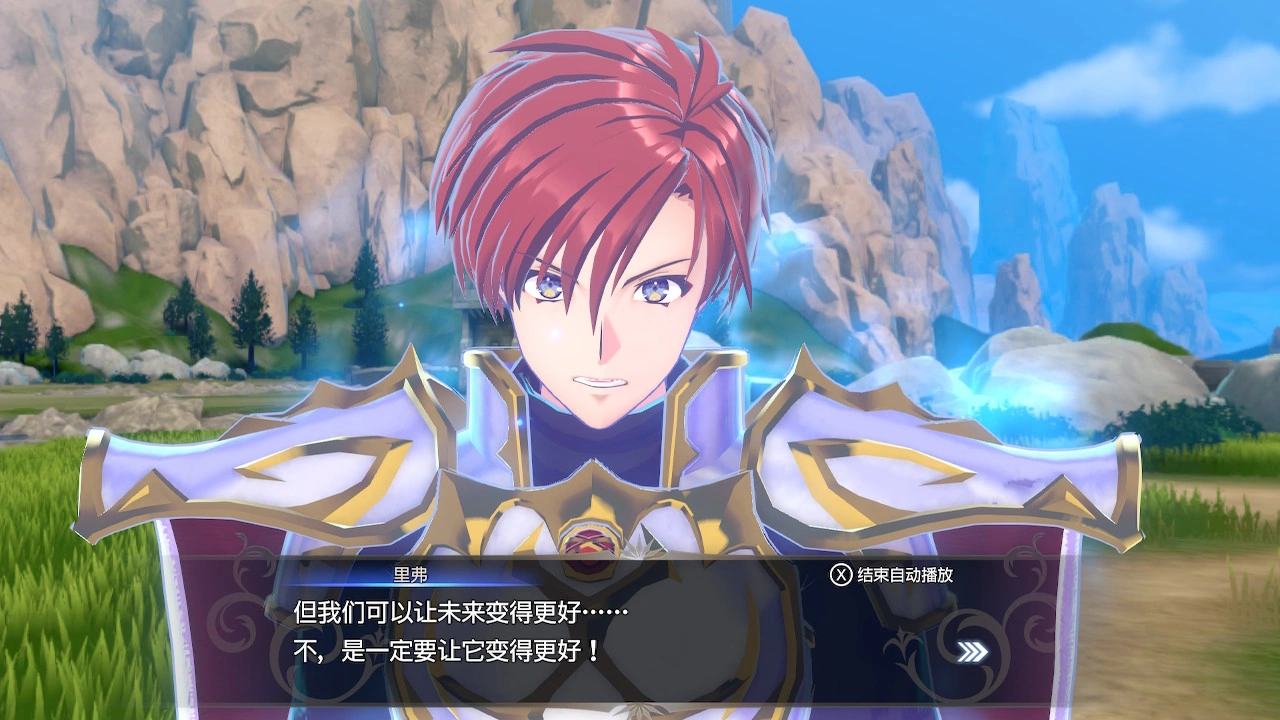 里弗
Ⓧ结束自动播放
但我们可以让未来变得更好……
不，是一定要让它变得更好！